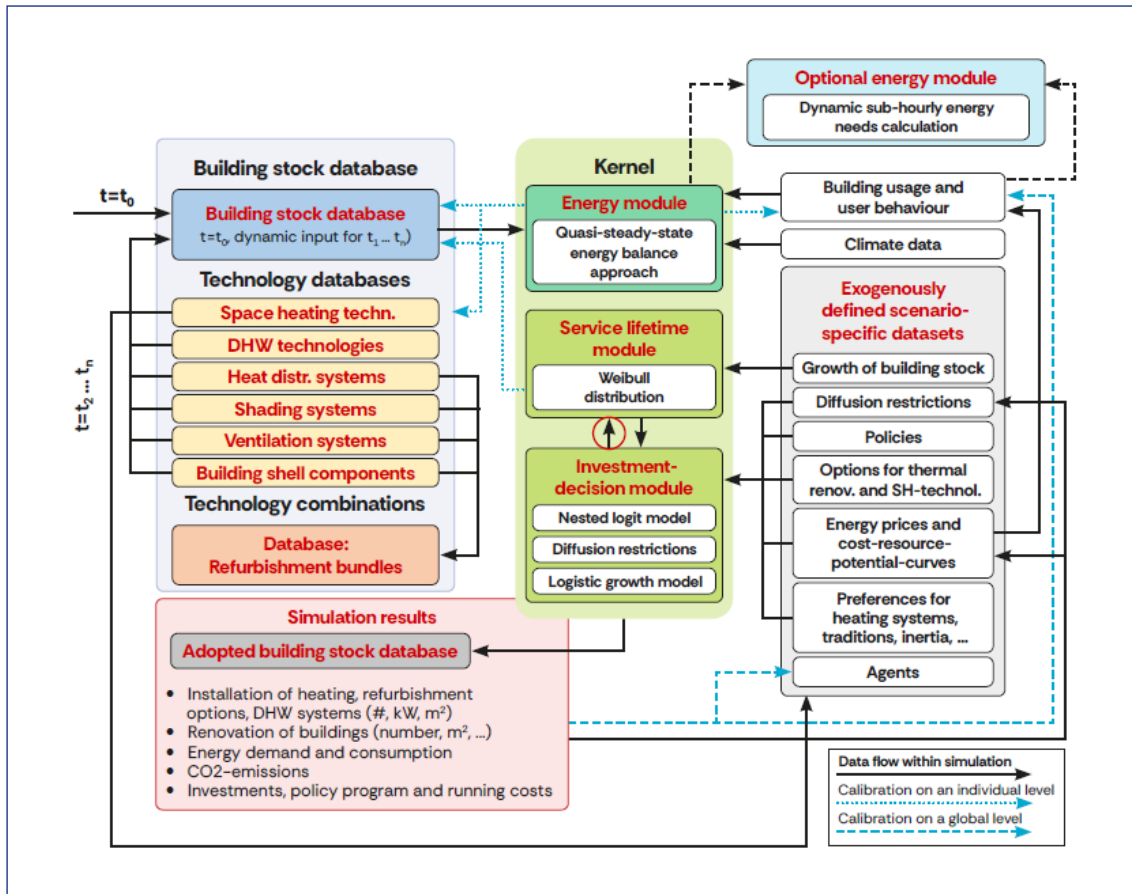 Optional energy module
Dynamic sub-hourly energy
needs calculation
Building stock database
t=t0
Building stock database
t=t0, dynamic input for t1 ... tn)
Technology databases
Space heating techn.
DHW technologies
Heat distr. systems
Shading systems
Ventilation systems
Building shell components
t=t2 ... tn
Technology combinations
Database:
Refurbishment bundles
Kernel
Energy module
Quasi-steady-state
energy balance
approach
Service lifetime
module
Weibull
distribution
Investment-
decision module
Nested logit model
Diffusion restrictions
Logistic growth model
Building usage and
user behaviour
Climate data
Exogenously
defined scenario-
specific datasets
Growth of building stock
Diffusion restrictions
Policies
Options for thermal
renov. and SH-technol.
Energy prices and
cost-resource-
potential-curves
Preferences for
heating systems,
traditions, inertia, ...
Agents
Simulation results
Adopted building stock database
• Installation of heating, refurbishment
options, DHW systems (#, kW, m²)
• Renovation of buildings (number, m², ...)
• Energy demand and consumption
• CO2-emissions
• Investments, policy program and running costs
Data flow within simulation
Calibration on an individual level
Calibration on a global level